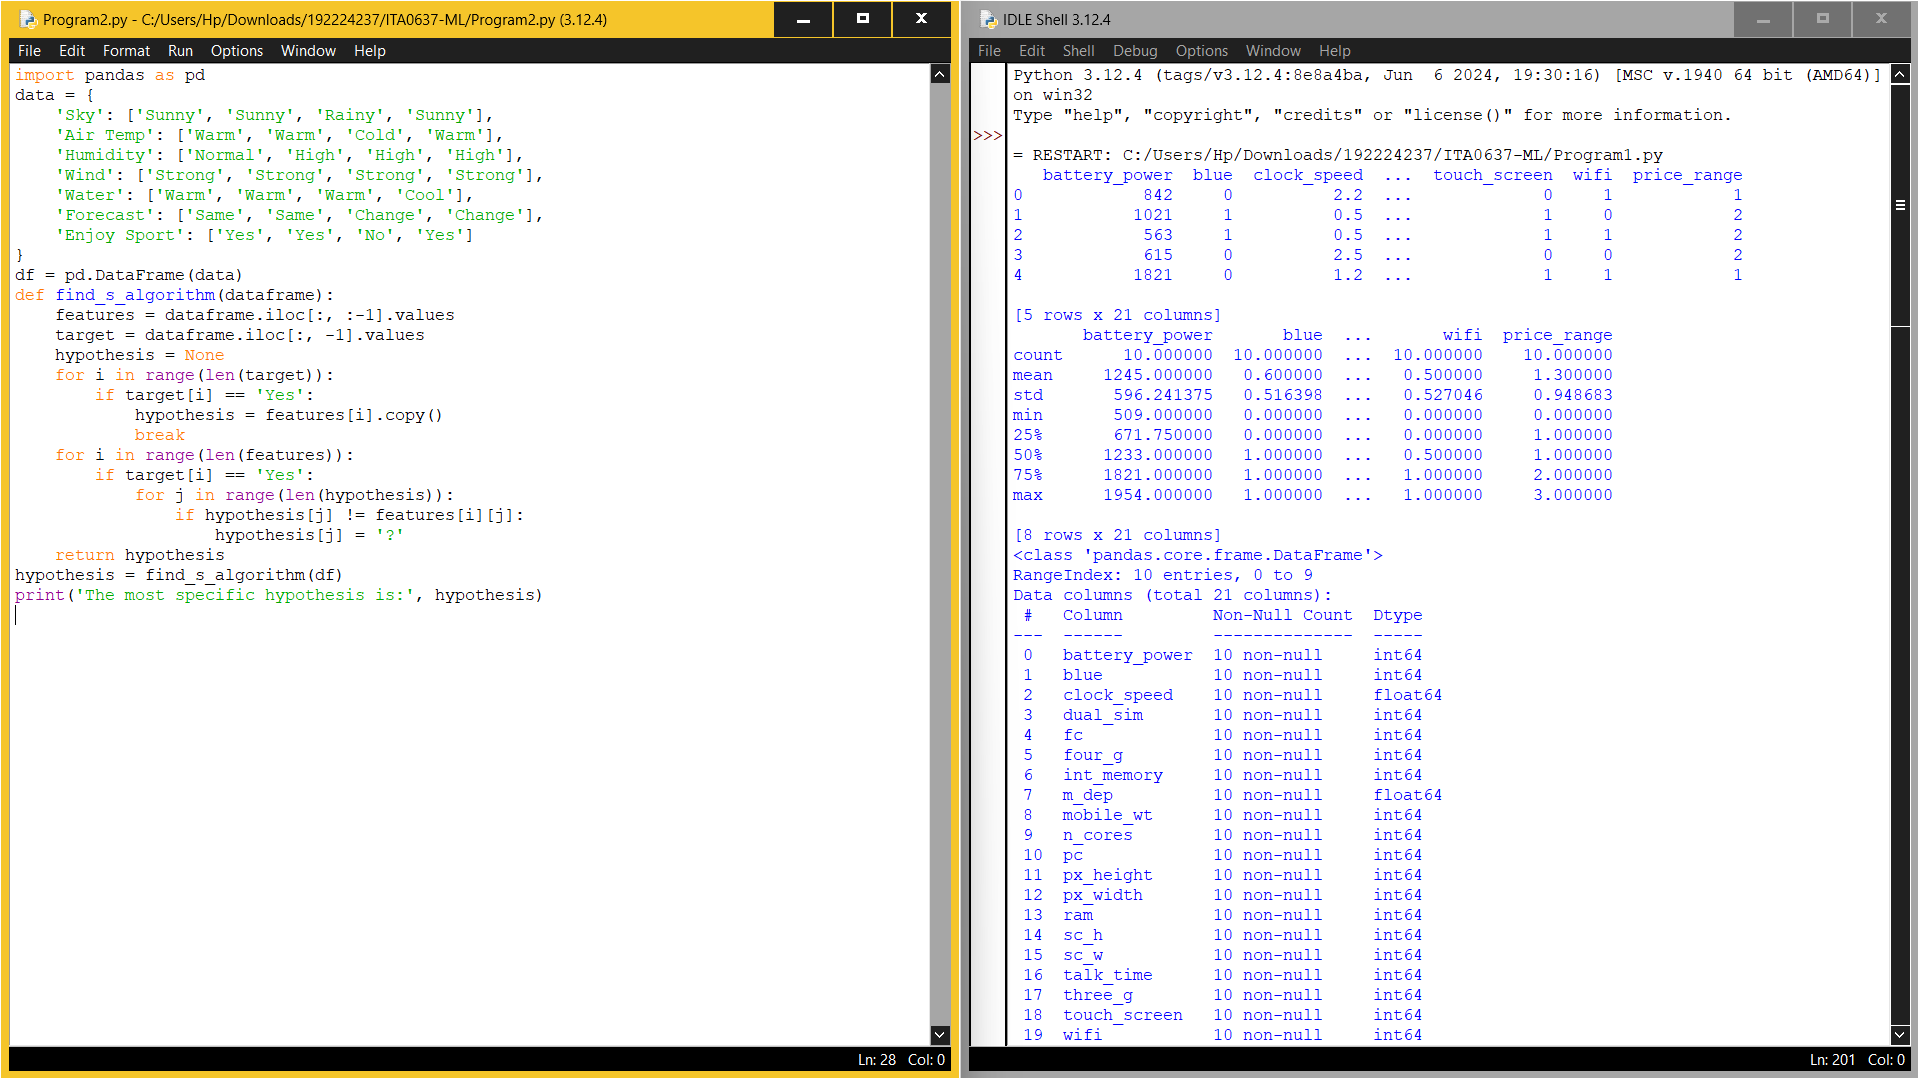 Program2.py - C:/Users/Hp/Downloads/192224237/ITA0637-ML/Program2.py (3.12.4)
File Edit Format Run Options Window Help
import pandas as pd
data = {
    'Sky': ['Sunny', 'Sunny', 'Rainy', 'Sunny'],
    'Air Temp': ['Warm', 'Warm', 'Cold', 'Warm'],
    'Humidity': ['Normal', 'High', 'High', 'High'],
    'Wind': ['Strong', 'Strong', 'Strong', 'Strong'],
    'Water': ['Warm', 'Warm', 'Warm', 'Cool'],
    'Forecast': ['Same', 'Same', 'Change', 'Change'],
    'Enjoy Sport': ['Yes', 'Yes', 'No', 'Yes']
}
df = pd.DataFrame(data)
def find_s_algorithm(dataframe):
    features = dataframe.iloc[:, :-1].values
    target = dataframe.iloc[:, -1].values
    hypothesis = None
    for i in range(len(target)):
        if target[i] == 'Yes':
            hypothesis = features[i].copy()
            break
    for i in range(len(features)):
        if target[i] == 'Yes':
            for j in range(len(hypothesis)):
                if hypothesis[j] != features[i][j]:
                    hypothesis[j] = '?'
    return hypothesis
hypothesis = find_s_algorithm(df)
print('The most specific hypothesis is:', hypothesis)
Ln: 28 Col: 0
IDLE Shell 3.12.4
File Edit Shell Debug Options Window Help
Python 3.12.4 (tags/v3.12.4:8e8a4ba, Jun  6 2024, 19:30:16) [MSC v.1940 64 bit (AMD64)]
on win32
Type "help", "copyright", "credits" or "license()" for more information.
>>>
= RESTART: C:/Users/Hp/Downloads/192224237/ITA0637-ML/Program1.py
   battery_power  blue  clock_speed  ...  touch_screen  wifi  price_range
0            842     0          2.2  ...             0     1            1
1           1021     1          0.5  ...             1     0            2
2            563     1          0.5  ...             1     1            2
3            615     0          2.5  ...             0     0            2
4           1821     0          1.2  ...             1     1            1
[5 rows x 21 columns]
       battery_power       blue  ...       wifi  price_range
count      10.000000  10.000000  ...  10.000000    10.000000
mean     1245.000000   0.600000  ...   0.500000     1.300000
std       596.241375   0.516398  ...   0.527046     0.948683
min       509.000000   0.000000  ...   0.000000     0.000000
25%       671.750000   0.000000  ...   0.000000     1.000000
50%      1233.000000   1.000000  ...   0.500000     1.000000
75%      1821.000000   1.000000  ...   1.000000     2.000000
max      1954.000000   1.000000  ...   1.000000     3.000000
[8 rows x 21 columns]
<class 'pandas.core.frame.DataFrame'>
RangeIndex: 10 entries, 0 to 9
Data columns (total 21 columns):
 #   Column         Non-Null Count  Dtype
---  ------         --------------  -----
 0   battery_power  10 non-null     int64
 1   blue           10 non-null     int64
 2   clock_speed    10 non-null     float64
 3   dual_sim       10 non-null     int64
 4   fc             10 non-null     int64
 5   four_g         10 non-null     int64
 6   int_memory     10 non-null     int64
 7   m_dep          10 non-null     float64
 8   mobile_wt      10 non-null     int64
 9   n_cores        10 non-null     int64
 10  pc             10 non-null     int64
 11  px_height      10 non-null     int64
 12  px_width       10 non-null     int64
 13  ram            10 non-null     int64
 14  sc_h           10 non-null     int64
 15  sc_w           10 non-null     int64
 16  talk_time      10 non-null     int64
 17  three_g        10 non-null     int64
 18  touch_screen   10 non-null     int64
 19  wifi           10 non-null     int64
Ln: 201 Col: 0